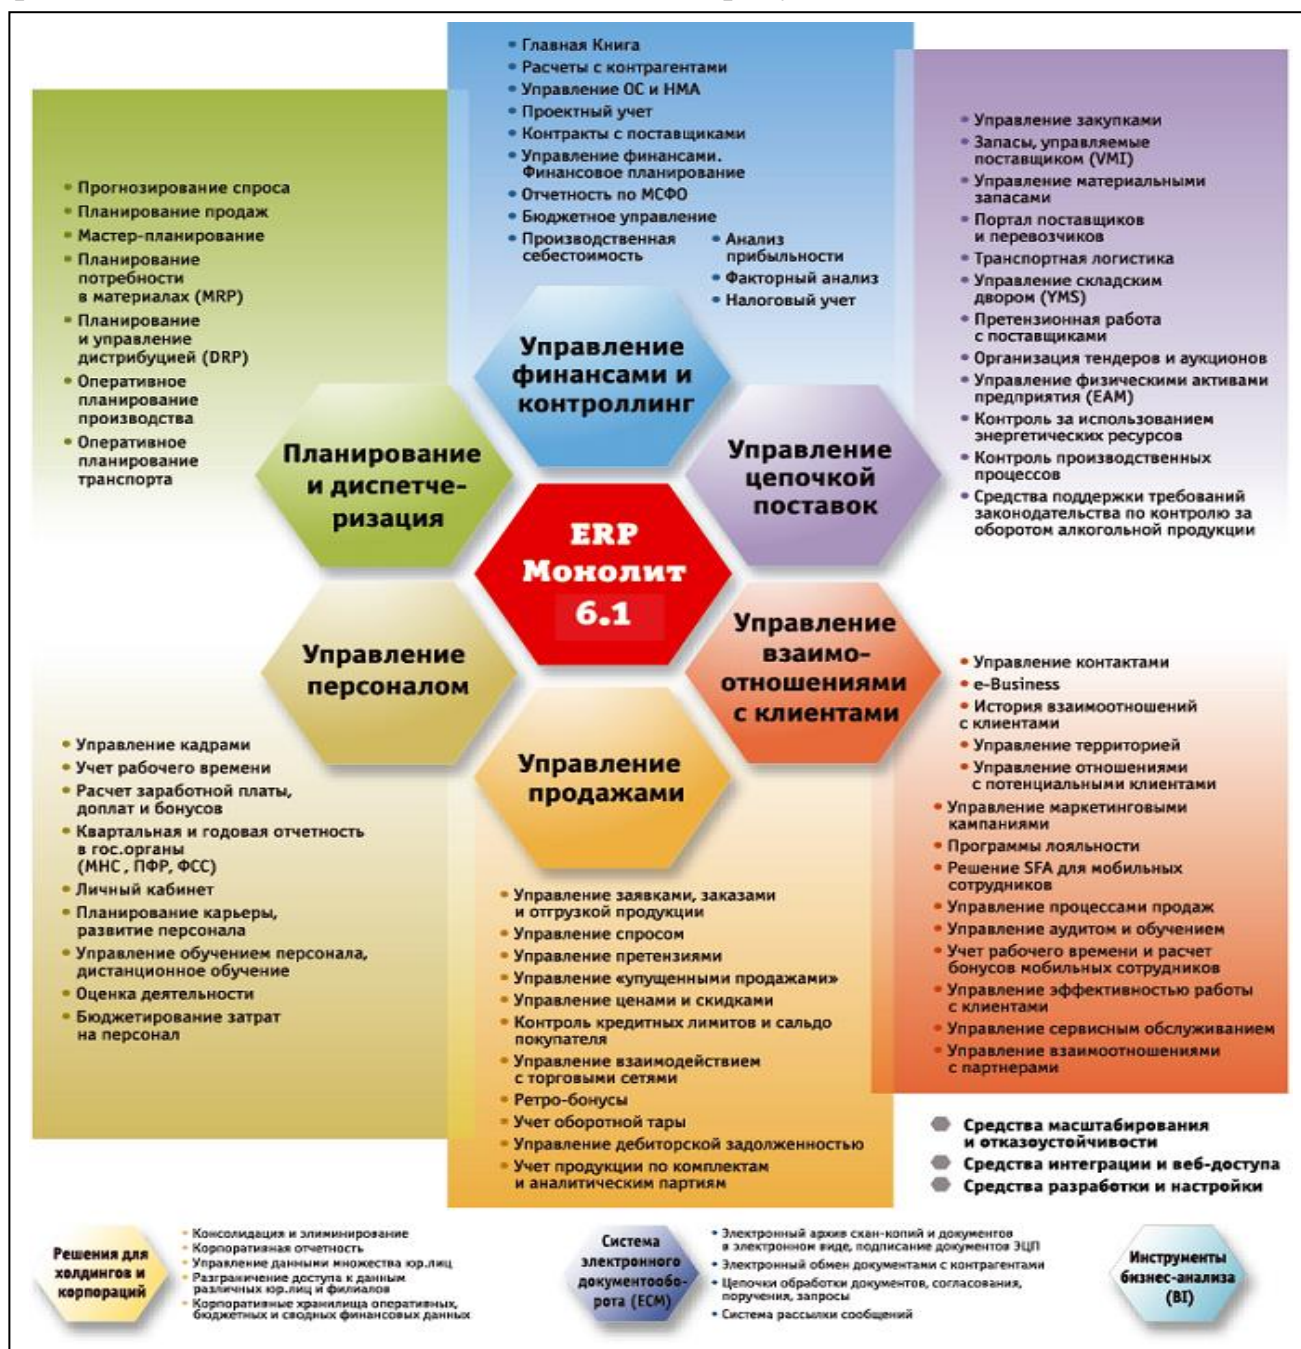 • Главная Книга
• Расчеты с контрагентами
• Управление ОС и НМА
• Проектный учет
• Контракты с поставщиками
• Управление финансами.
Финансовое планирование
• Отчетность по МСФО
• Бюджетное управление
• Производственная
себестоимость
• Анализ
прибыльности
• Факторный анализ
• Налоговый учет
• Прогнозирование спроса
• Планирование продаж
• Мастер-планирование
• Планирование
потребности
в материалах (MRP)
• Планирование
и управление
дистрибуцией (DRP)
• Оперативное
планирование
производства
• Оперативное
планирование
транспорта
• Управление закупками
• Запасы, управляемые
поставщиком (VMI)
• Управление материальными
запасами
• Портал поставщиков
и перевозчиков
• Транспортная логистика
• Управление складским
двором (YMS)
• Претензионная работа
с поставщиками
• Организация тендеров и аукционов
• Управление физическими активами
предприятия (EAM)
• Контроль за использованием
энергетических ресурсов
• Контроль производственных
процессов
• Средства поддержки требований
законодательства по контролю за
оборотом алкогольной продукции
Управление
финансами и
контроллинг
Планирование
и диспетче-
ризация
Управление
цепочкой
поставок
ERP
Монолит
6.1
Управление
персоналом
Управление
взаимо-
отношениями
с клиентами
Управление
продажами
• Управление кадрами
• Учет рабочего времени
• Расчет заработной платы,
доплат и бонусов
• Квартальная и годовая отчетность
в гос.органы
(МНС , ПФР, ФСС)
• Личный кабинет
• Планирование карьеры,
развитие персонала
• Управление обучением персонала,
дистанционное обучение
• Оценка деятельности
• Бюджетирование затрат
на персонал
• Управление заявками, заказами
и отгрузкой продукции
• Управление спросом
• Управление претензиями
• Управление «упущенными продажами»
• Управление ценами и скидками
• Контроль кредитных лимитов и сальдо
покупателя
• Управление взаимодействием
с торговыми сетями
• Ретро-бонусы
• Учет оборотной тары
• Управление дебиторской задолженностью
• Учет продукции по комплектам
и аналитическим партиям
• Управление контактами
• e-Business
• История взаимоотношений
с клиентами
• Управление территорией
• Управление отношениями
с потенциальными клиентами
• Управление маркетинговыми
кампаниями
• Программы лояльности
• Решение SFA для мобильных
сотрудников
• Управление процессами продаж
• Управление аудитом и обучением
• Учет рабочего времени и расчет
бонусов мобильных сотрудников
• Управление эффективностью работы
с клиентами
• Управление сервисным обслуживанием
• Управление взаимоотношениями
с партнерами
Средства масштабирования
и отказоустойчивости
Средства интеграции и веб-доступа
Средства разработки и настройки
Решения для
холдингов и
корпораций
• Консолидация и элиминирование
• Корпоративная отчетность
• Управление данными множества юр.лиц
• Разграничение доступа к данным
различных юр.лиц и филиалов
• Корпоративные хранилища оперативных,
бюджетных и сводных финансовых данных
Система
электронного
документообо-
рота (ECM)
• Электронный архив скан-копий и документов
в электронном виде, подписание документов ЭЦП
• Электронный обмен документами с контрагентами
• Цепочки обработки документов, согласования,
поручения, запросы
• Система рассылки сообщений
Инструменты
бизнес-анализа
(BI)